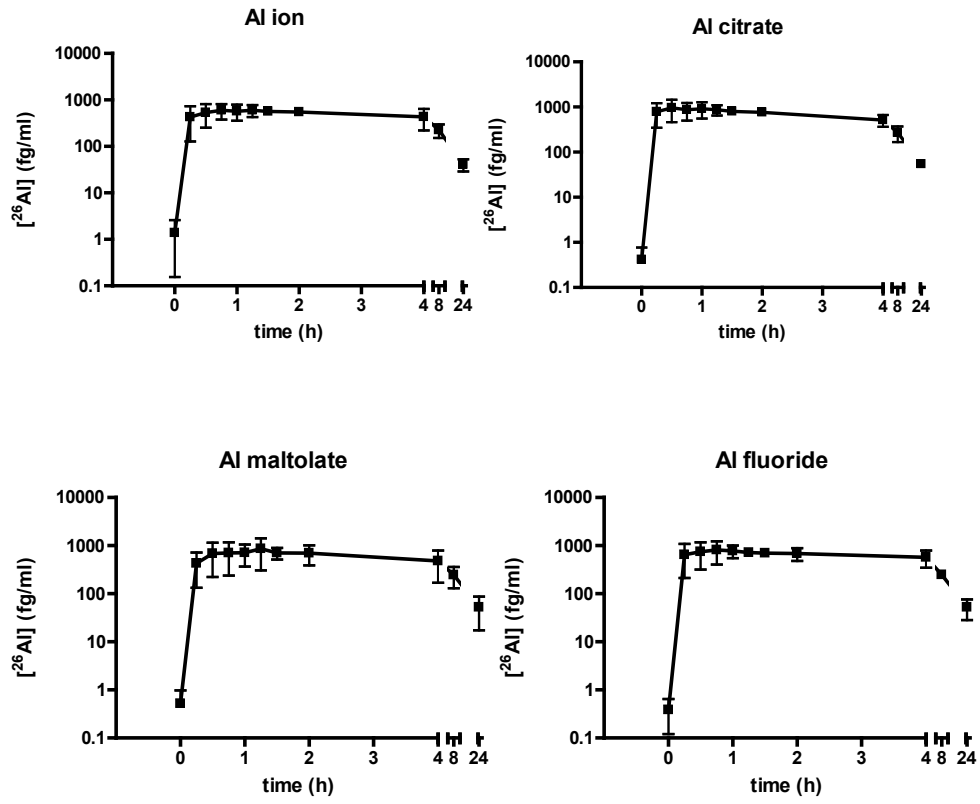 Al ion
10000
1000
100
10
1
0.1
[²⁶Al] (fg/ml)
0 1 2 3 4 8 24
time (h)
Al citrate
10000
1000
100
10
1
0.1
[²⁶Al] (fg/ml)
0 1 2 3 4 8 24
time (h)
Al maltolate
10000
1000
100
10
1
0.1
[²⁶Al] (fg/ml)
0 1 2 3 4 8 24
time (h)
Al fluoride
10000
1000
100
10
1
0.1
[²⁶Al] (fg/ml)
0 1 2 3 4 8 24
time (h)